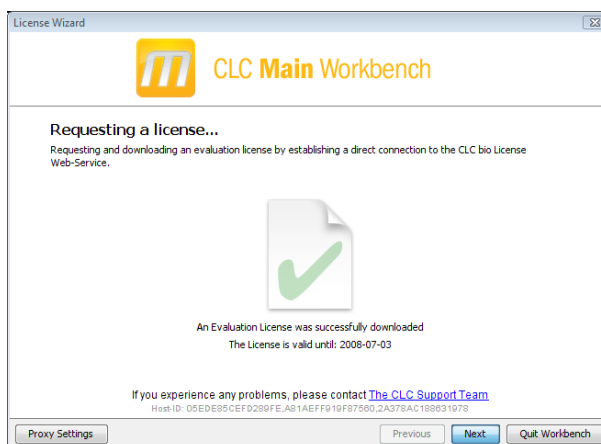 License Wizard
CLC Main Workbench
Requesting a license...
Requesting and downloading an evaluation license by establishing a direct connection to the CLC bio License
Web-Service.
An Evaluation License was successfully downloaded
The License is valid until: 2008-07-03
If you experience any problems, please contact The CLC Support Team
Host-ID: 05EDE85CEFD289FE,A81AEFF919F87560,2A378AC188631978
Proxy Settings Previous Next Quit Workbench